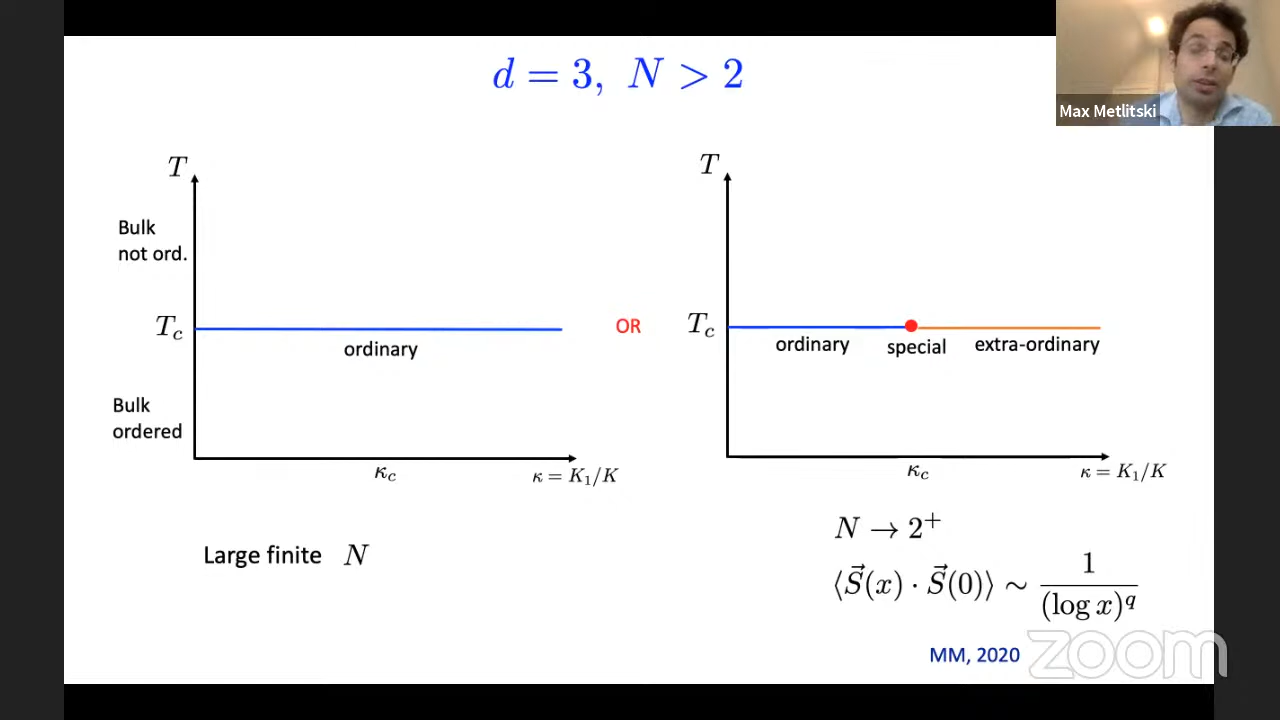 d = 3, N > 2
Max Metlitski
T
Bulk
not ord.
T_c
ordinary
Bulk
ordered
κ_c
κ = K_1/K
Large finite N
OR
T
T_c
ordinary
special
extra-ordinary
κ_c
κ = K_1/K
N → 2^+
⟨S⃗(x) · S⃗(0)⟩ ∼ 1/(log x)^q
MM, 2020
zoom